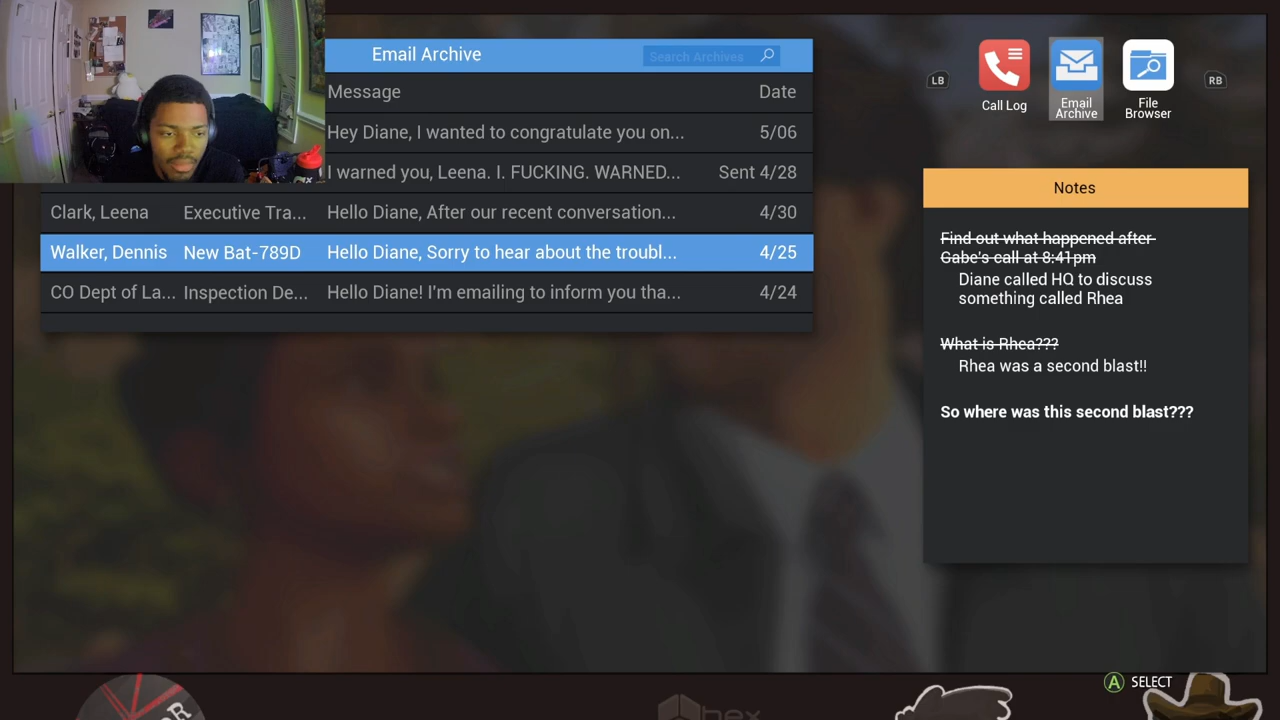 Email Archive
Search Archives
Message Date
Hey Diane, I wanted to congratulate you on... 5/06
I warned you, Leena. I. FUCKING. WARNED... Sent 4/28
Clark, Leena Executive Tra... Hello Diane, After our recent conversation... 4/30
Walker, Dennis New Bat-789D Hello Diane, Sorry to hear about the troubl... 4/25
CO Dept of La... Inspection De... Hello Diane! I'm emailing to inform you tha... 4/24
LB
Call Log
Email
Archive
File
Browser
RB
Notes
Find out what happened after
Gabe's call at 8:41pm
Diane called HQ to discuss
something called Rhea
What is Rhea???
Rhea was a second blast!!
So where was this second blast???
A SELECT
hex